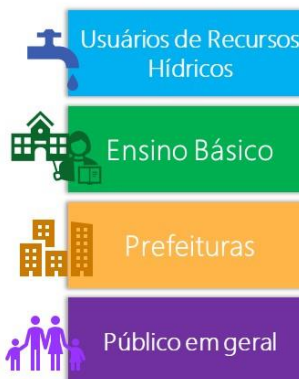 Usuários de Recursos
Hídricos
Ensino Básico
Prefeituras
Público em geral